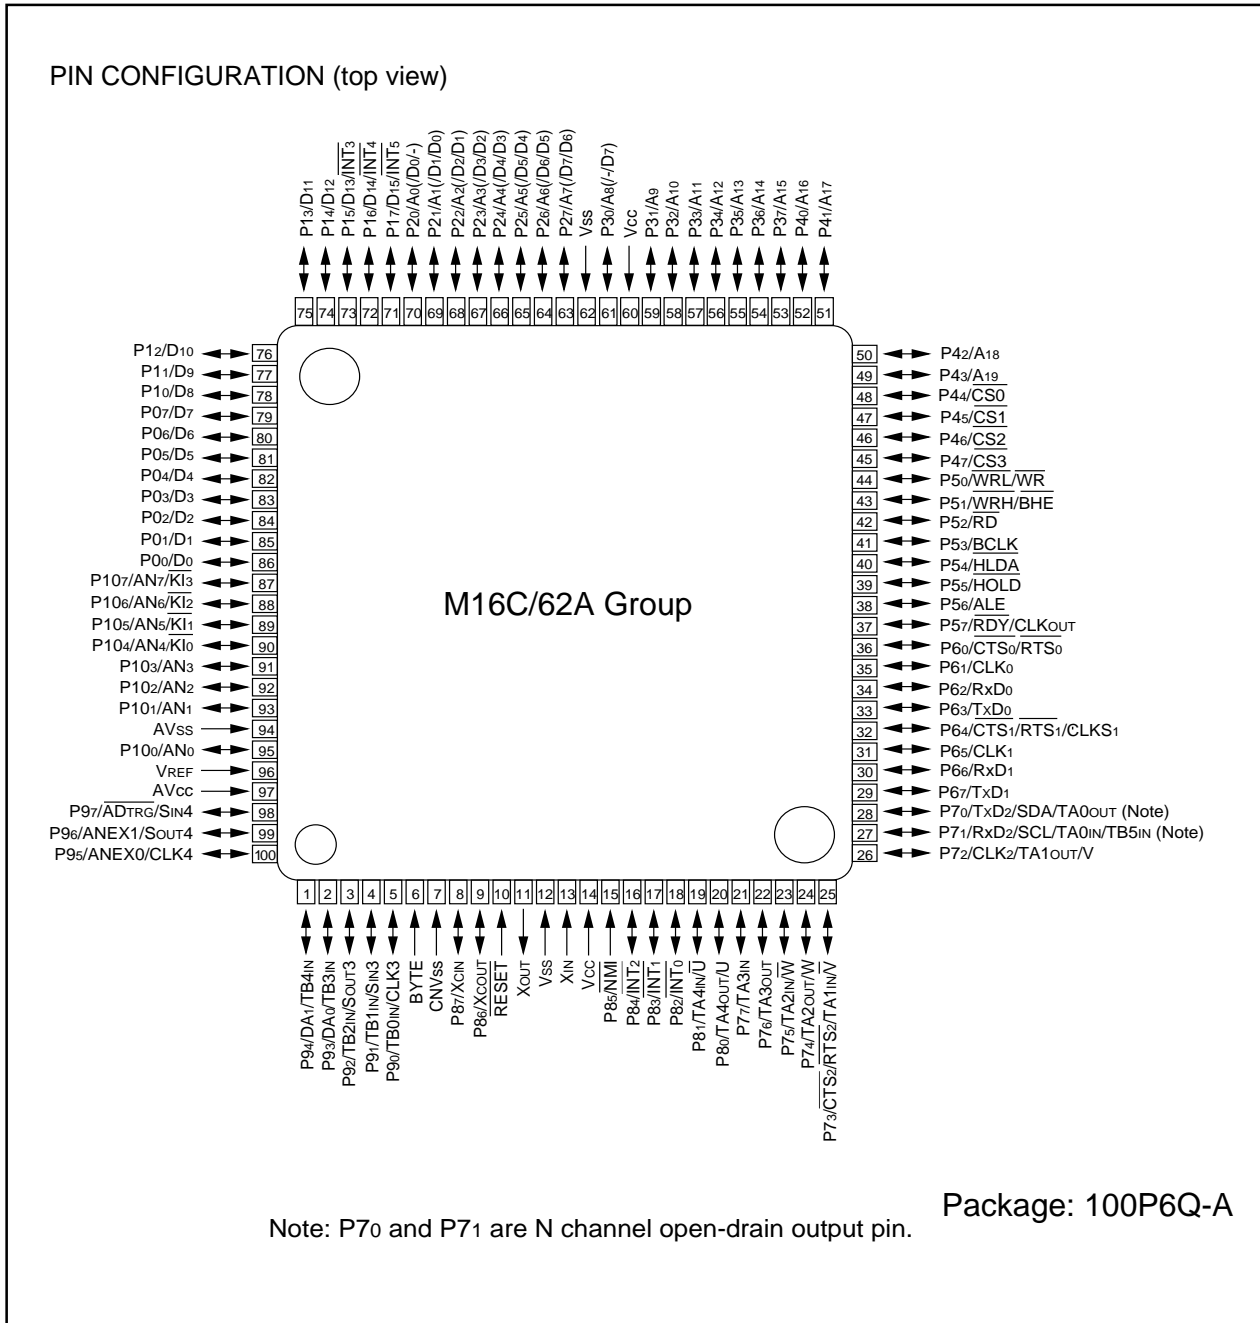 PIN CONFIGURATION (top view)
P13/D11
P14/D12
P15/D13/INT3
P16/D14/INT4
P17/D15/INT5
P20/A0(/D0/-)
P21/A1(/D1/D0)
P22/A2(/D2/D1)
P23/A3(/D3/D2)
P24/A4(/D4/D3)
P25/A5(/D5/D4)
P26/A6(/D6/D5)
P27/A7(/D7/D6)
Vss
P30/A8(/-/D7)
Vcc
P31/A9
P32/A10
P33/A11
P34/A12
P35/A13
P36/A14
P37/A15
P40/A16
P41/A17
75 74 73 72 71 70 69 68 67 66 65 64 63 62 61 60 59 58 57 56 55 54 53 52 51
P12/D10 76
P11/D9 77
P10/D8 78
P07/D7 79
P06/D6 80
P05/D5 81
P04/D4 82
P03/D3 83
P02/D2 84
P01/D1 85
P00/D0 86
P107/AN7/KI3 87
P106/AN6/KI2 88
P105/AN5/KI1 89
P104/AN4/KI0 90
P103/AN3 91
P102/AN2 92
P101/AN1 93
AVss 94
P100/AN0 95
VREF 96
AVcc 97
P97/ADTRG/SIN4 98
P96/ANEX1/SOUT4 99
P95/ANEX0/CLK4 100
M16C/62A Group
50 P42/A18
49 P43/A19
48 P44/CS0
47 P45/CS1
46 P46/CS2
45 P47/CS3
44 P50/WRL/WR
43 P51/WRH/BHE
42 P52/RD
41 P53/BCLK
40 P54/HLDA
39 P55/HOLD
38 P56/ALE
37 P57/RDY/CLKOUT
36 P60/CTS0/RTS0
35 P61/CLK0
34 P62/RxD0
33 P63/TxD0
32 P64/CTS1/RTS1/CLKS1
31 P65/CLK1
30 P66/RxD1
29 P67/TxD1
28 P70/TxD2/SDA/TA0OUT (Note)
27 P71/RxD2/SCL/TA0IN/TB5IN (Note)
26 P72/CLK2/TA1OUT/V
1 2 3 4 5 6 7 8 9 10 11 12 13 14 15 16 17 18 19 20 21 22 23 24 25
P94/DA1/TB4IN
P93/DA0/TB3IN
P92/TB2IN/SOUT3
P91/TB1IN/SIN3
P90/TB0IN/CLK3
BYTE
CNVss
P87/XCIN
P86/XCOUT
RESET
XOUT
Vss
XIN
Vcc
P85/NMI
P84/INT2
P83/INT1
P82/INT0
P81/TA4IN/U
P80/TA4OUT/U
P77/TA3IN
P76/TA3OUT
P75/TA2IN/W
P74/TA2OUT/W
P73/CTS2/RTS2/TA1IN/V
Package: 100P6Q-A
Note: P70 and P71 are N channel open-drain output pin.